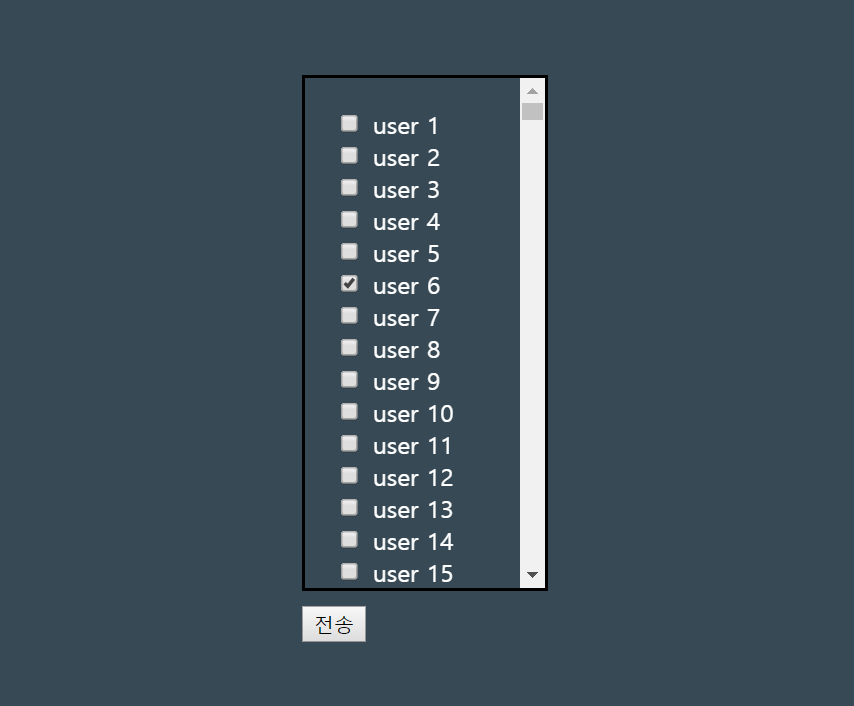 user 1
user 2
user 3
user 4
user 5
user 6
user 7
user 8
user 9
user 10
user 11
user 12
user 13
user 14
user 15
전송